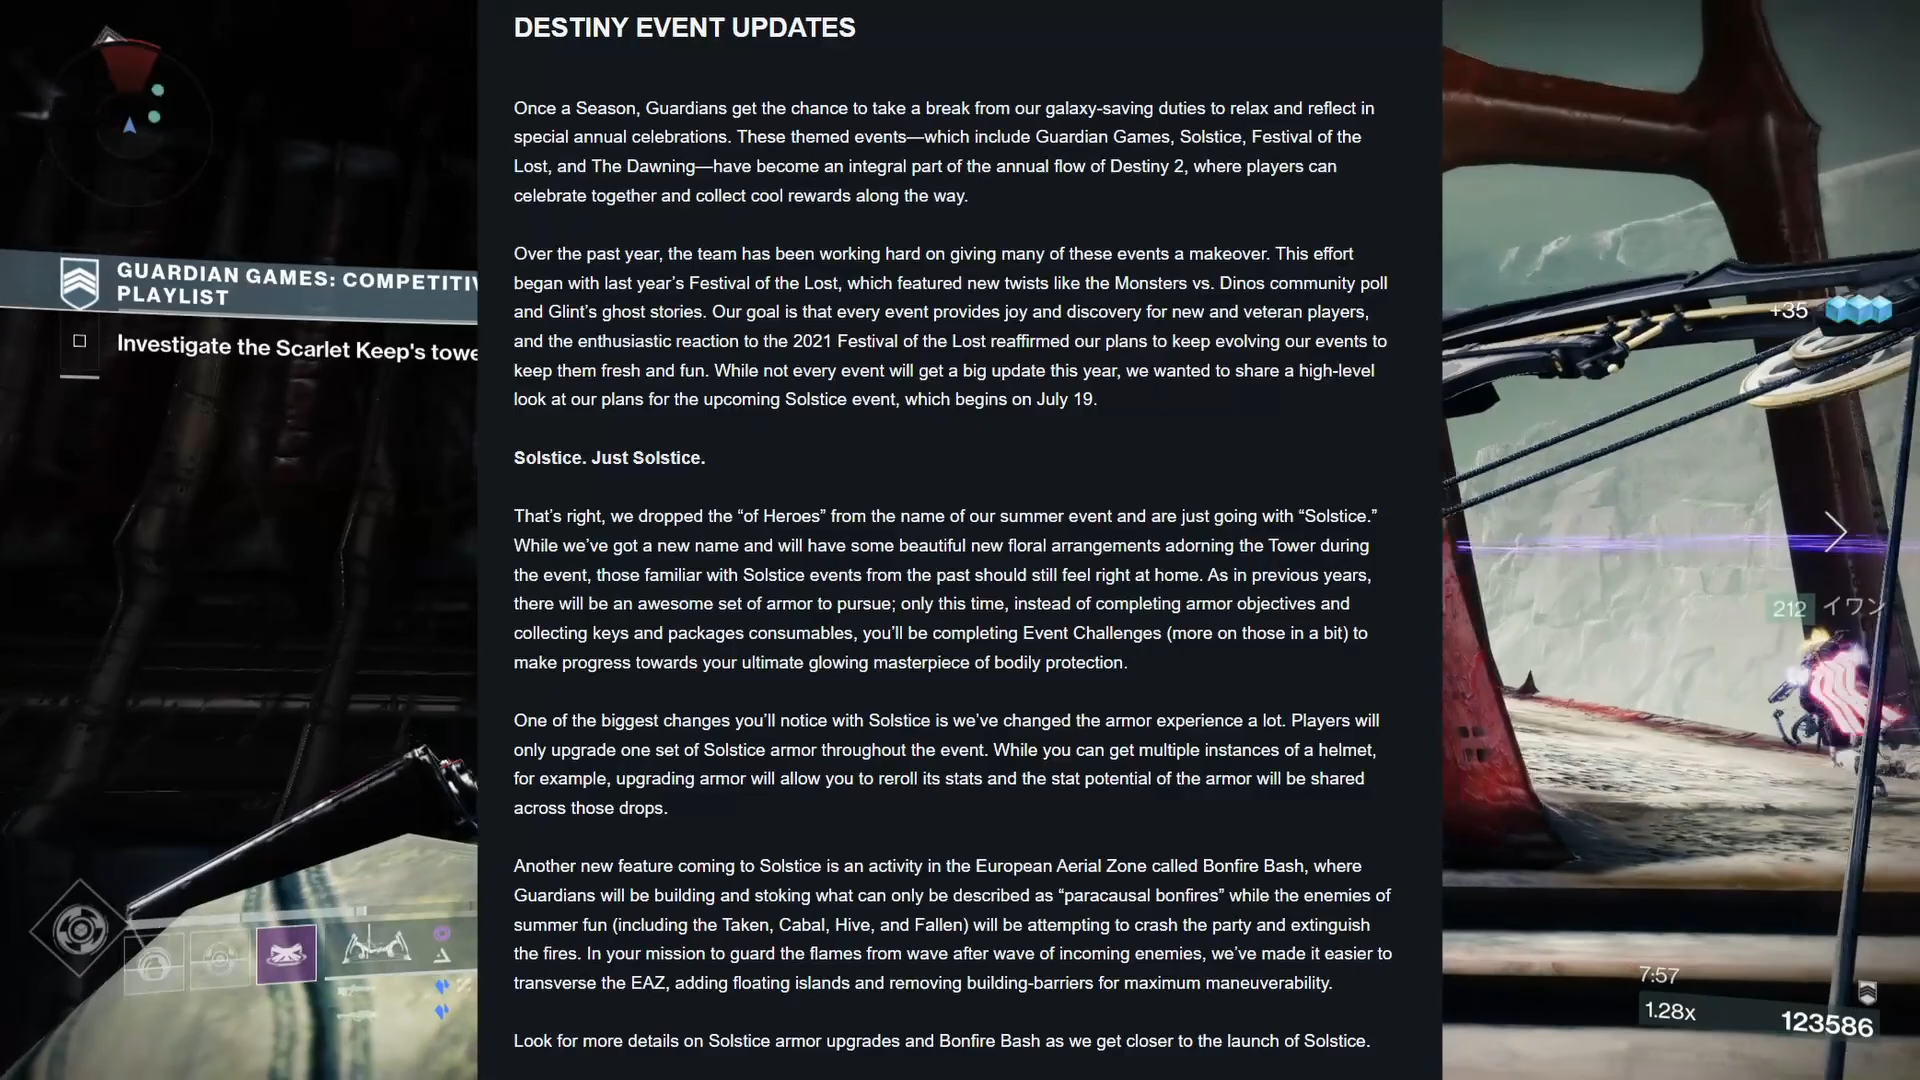 DESTINY EVENT UPDATES
Once a Season, Guardians get the chance to take a break from our galaxy-saving duties to relax and reflect in
special annual celebrations. These themed events—which include Guardian Games, Solstice, Festival of the
Lost, and The Dawning—have become an integral part of the annual flow of Destiny 2, where players can
celebrate together and collect cool rewards along the way.
Over the past year, the team has been working hard on giving many of these events a makeover. This effort
began with last year’s Festival of the Lost, which featured new twists like the Monsters vs. Dinos community poll
and Glint’s ghost stories. Our goal is that every event provides joy and discovery for new and veteran players,
and the enthusiastic reaction to the 2021 Festival of the Lost reaffirmed our plans to keep evolving our events to
keep them fresh and fun. While not every event will get a big update this year, we wanted to share a high-level
look at our plans for the upcoming Solstice event, which begins on July 19.
Solstice. Just Solstice.
That’s right, we dropped the “of Heroes” from the name of our summer event and are just going with “Solstice.”
While we’ve got a new name and will have some beautiful new floral arrangements adorning the Tower during
the event, those familiar with Solstice events from the past should still feel right at home. As in previous years,
there will be an awesome set of armor to pursue; only this time, instead of completing armor objectives and
collecting keys and packages consumables, you’ll be completing Event Challenges (more on those in a bit) to
make progress towards your ultimate glowing masterpiece of bodily protection.
One of the biggest changes you’ll notice with Solstice is we’ve changed the armor experience a lot. Players will
only upgrade one set of Solstice armor throughout the event. While you can get multiple instances of a helmet,
for example, upgrading armor will allow you to reroll its stats and the stat potential of the armor will be shared
across those drops.
Another new feature coming to Solstice is an activity in the European Aerial Zone called Bonfire Bash, where
Guardians will be building and stoking what can only be described as “paracausal bonfires” while the enemies of
summer fun (including the Taken, Cabal, Hive, and Fallen) will be attempting to crash the party and extinguish
the fires. In your mission to guard the flames from wave after wave of incoming enemies, we’ve made it easier to
transverse the EAZ, adding floating islands and removing building-barriers for maximum maneuverability.
Look for more details on Solstice armor upgrades and Bonfire Bash as we get closer to the launch of Solstice.
GUARDIAN GAMES: COMPETITIV
PLAYLIST
Investigate the Scarlet Keep's towe
+35
212 イワン
7:57
1.28x
123586